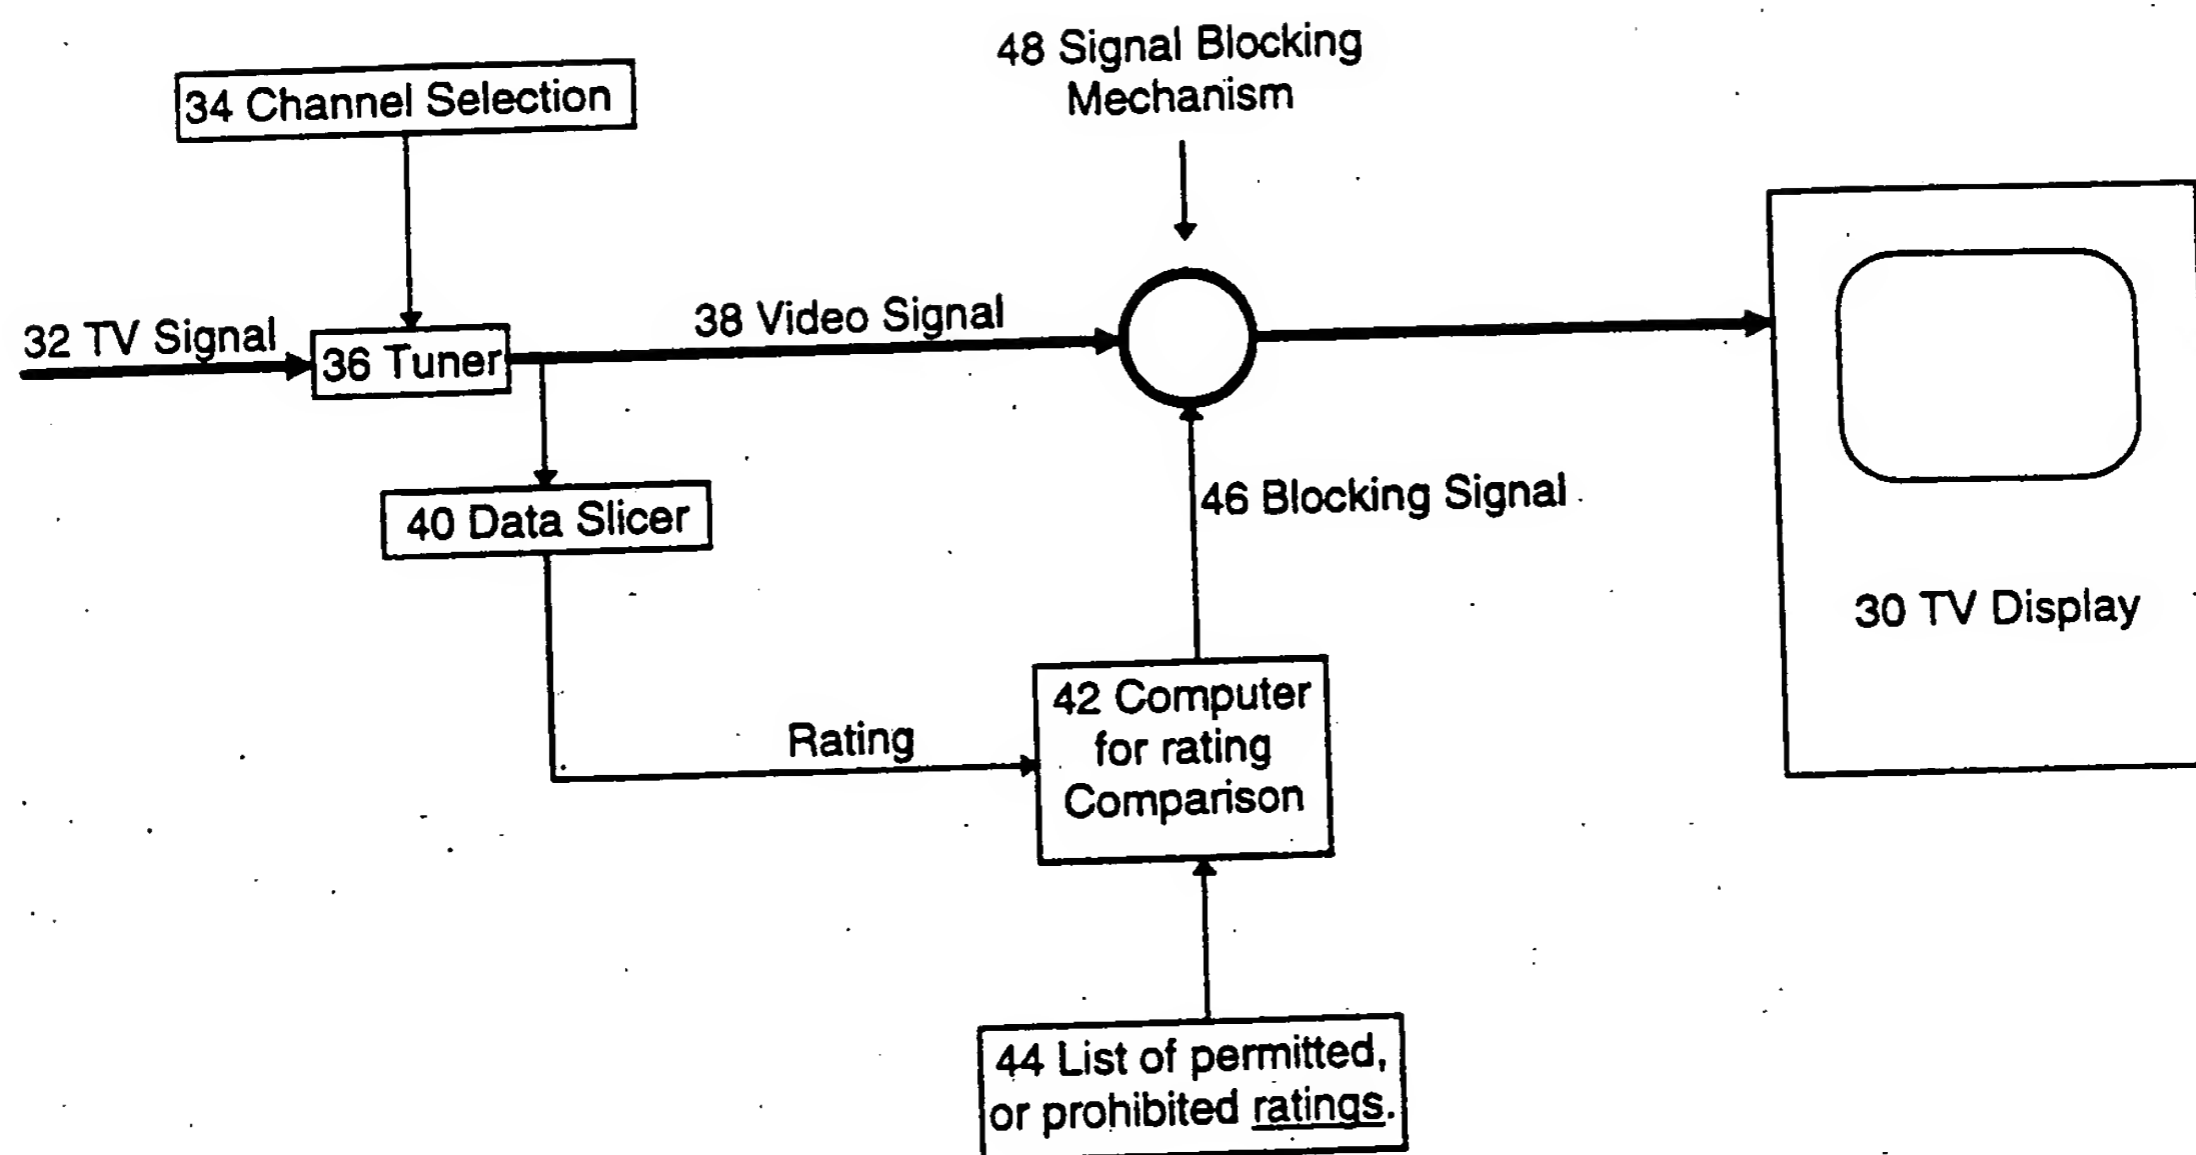 48 Signal Blocking
Mechanism
34 Channel Selection
32 TV Signal
36 Tuner
38 Video Signal
40 Data Slicer
46 Blocking Signal
30 TV Display
Rating
42 Computer
for rating
Comparison
44 List of permitted,
or prohibited ratings.